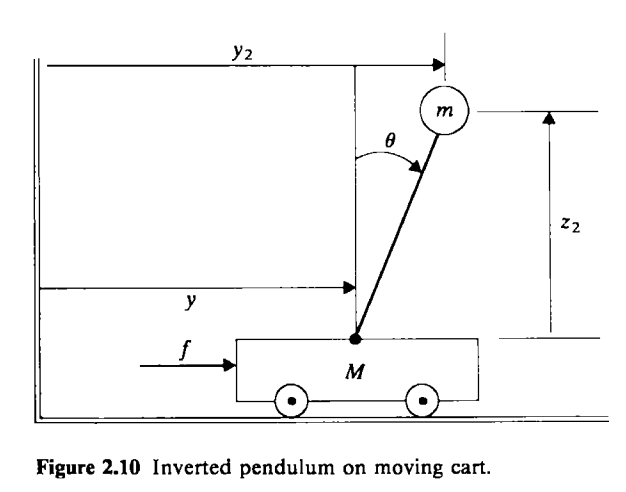 y2
m
θ
z2
y
f
M
Figure 2.10 Inverted pendulum on moving cart.